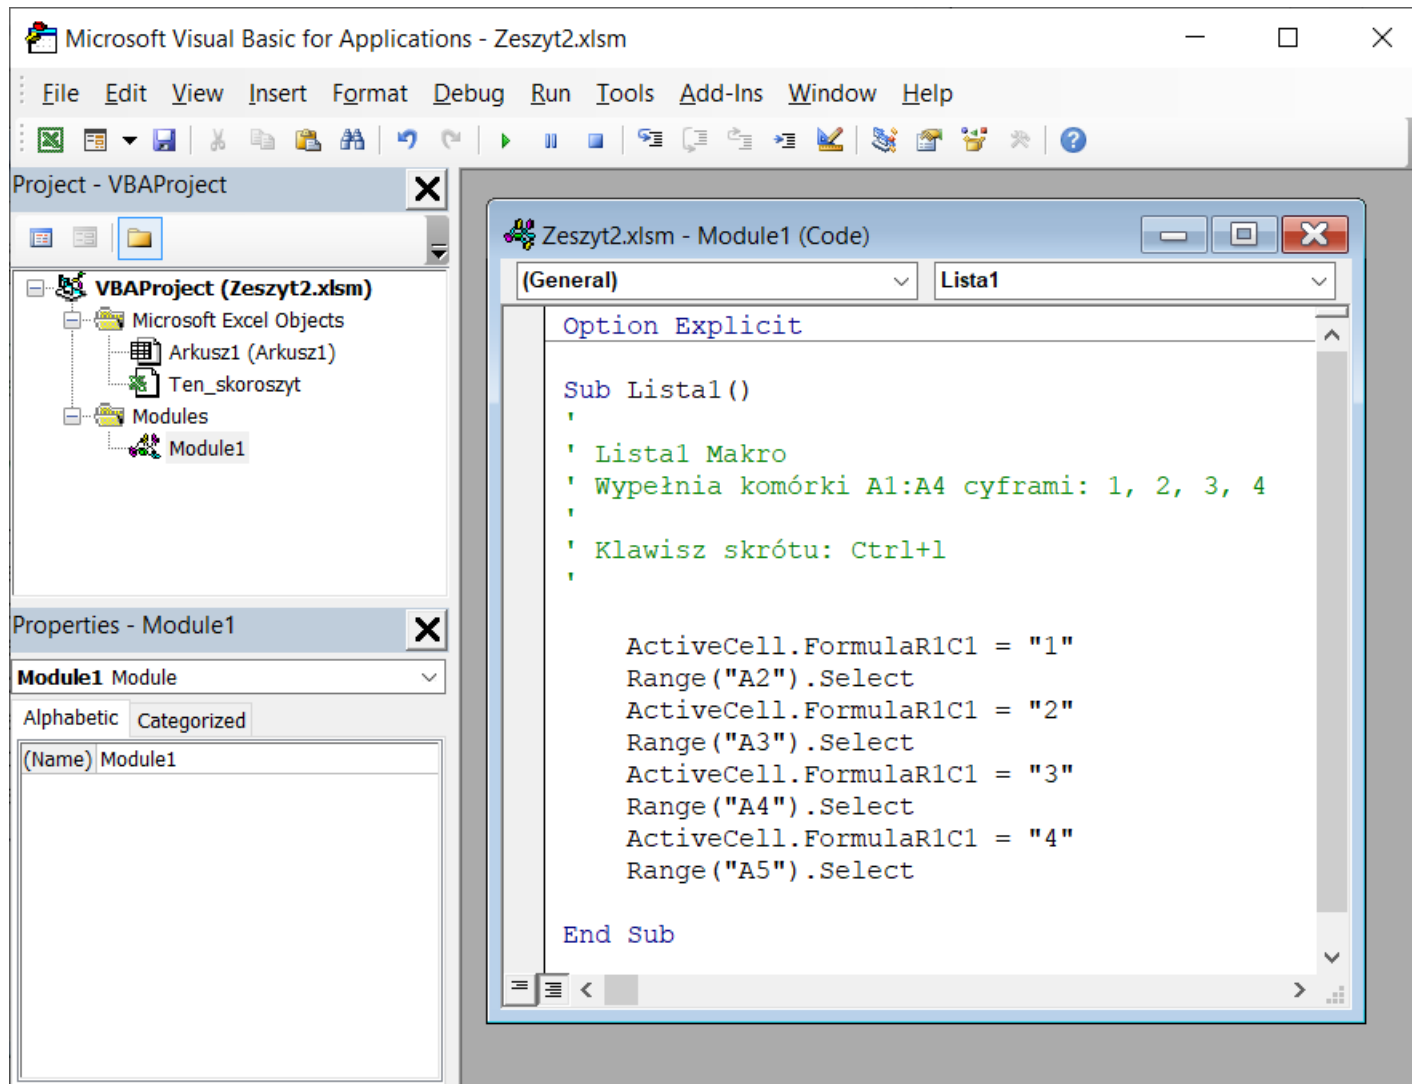 Microsoft Visual Basic for Applications - Zeszyt2.xlsm
File Edit View Insert Format Debug Run Tools Add-Ins Window Help
Project - VBAProject
VBAProject (Zeszyt2.xlsm)
Microsoft Excel Objects
Arkusz1 (Arkusz1)
Ten_skoroszyt
Modules
Module1
Properties - Module1
Module1 Module
Alphabetic Categorized
(Name) Module1
Zeszyt2.xlsm - Module1 (Code)
(General) Lista1
Option Explicit
Sub Lista1()
'
' Lista1 Makro
' Wypełnia komórki A1:A4 cyframi: 1, 2, 3, 4
'
' Klawisz skrótu: Ctrl+l
'
ActiveCell.FormulaR1C1 = "1"
Range("A2").Select
ActiveCell.FormulaR1C1 = "2"
Range("A3").Select
ActiveCell.FormulaR1C1 = "3"
Range("A4").Select
ActiveCell.FormulaR1C1 = "4"
Range("A5").Select
End Sub